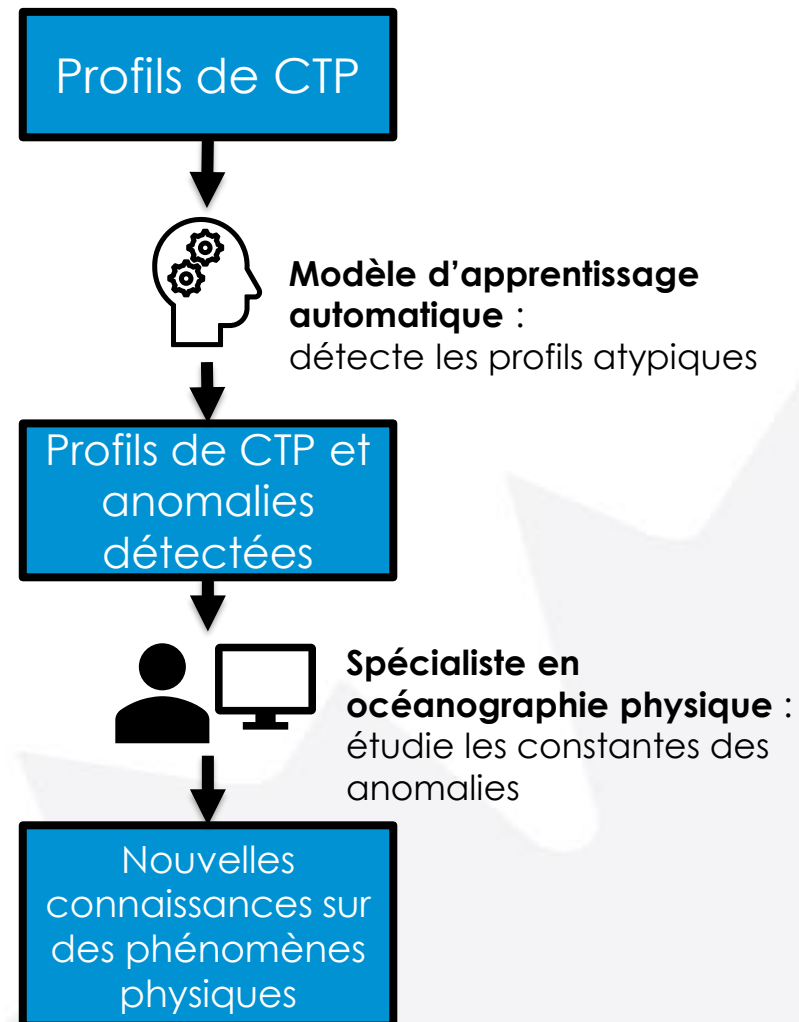 Profils de CTP
Modèle d'apprentissage
automatique :
détecte les profils atypiques
Profils de CTP et
anomalies
détectées
Spécialiste en
océanographie physique :
étudie les constantes des
anomalies
Nouvelles
connaissances sur
des phénomènes
physiques